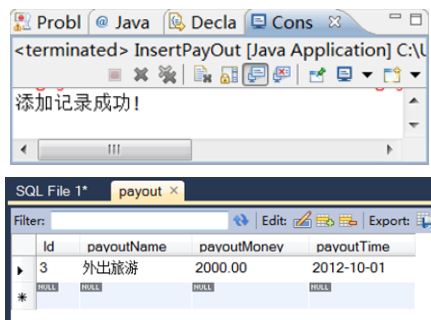 Probl @ Java Decla Cons
<terminated> InsertPayOut [Java Application] C:\U
添加记录成功!
SQL File 1* payout
Filter: Edit: Export:
Id payoutName payoutMoney payoutTime
3 外出旅游 2000.00 2012-10-01
NULL NULL NULL NULL